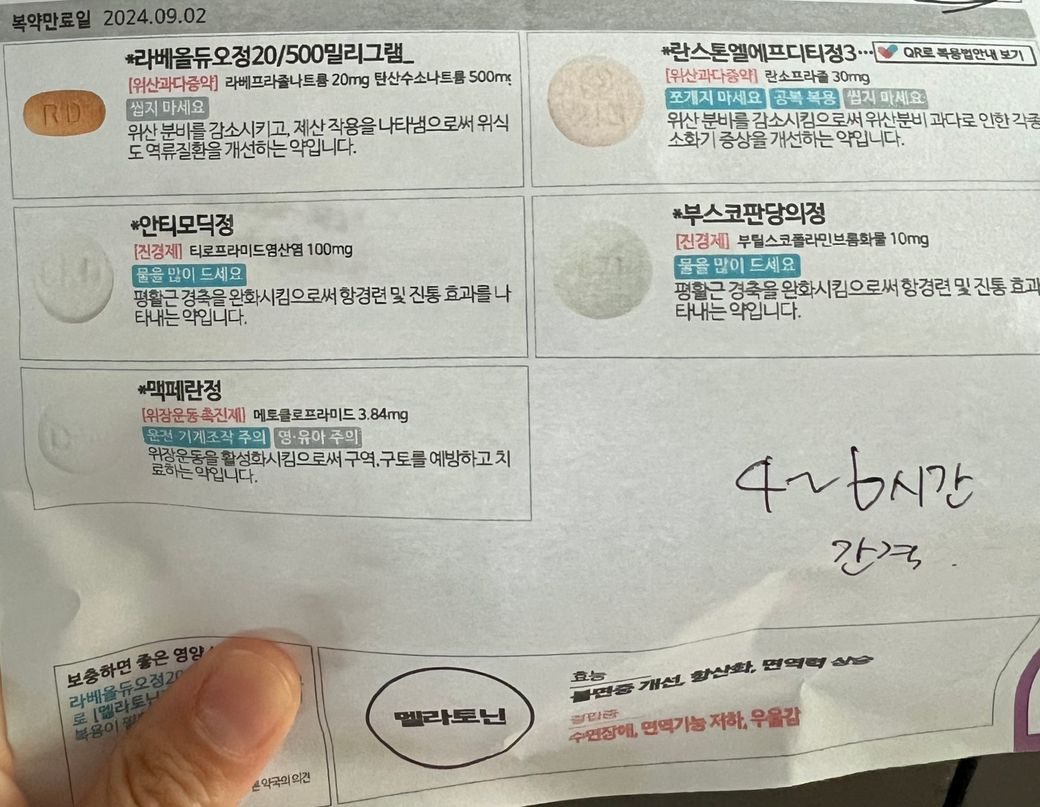 복약만료일 2024.09.02
*라베올듀오정20/500밀리그램_
[위산과다증약] 라베프라졸나트륨 20mg 탄산수소나트륨 500mg
씹지 마세요
위산 분비를 감소시키고, 제산 작용을 나타냄으로써 위식
도 역류질환을 개선하는 약입니다.
RD
*란스톤엘에프디티정3…
QR로 복용법안내 보기
[위산과다증약] 란소프라졸 30mg
쪼개지 마세요 공복 복용 씹지 마세요
위산 분비를 감소시킴으로써 위산분비 과다로 인한 각종
소화기 증상을 개선하는 약입니다.
*안티모딕정
[진경제] 티로프라미드염산염 100mg
물을 많이 드세요
평활근 경축을 완화시킴으로써 항경련 및 진통 효과를 나
타내는 약입니다.
*부스코판당의정
[진경제] 부틸스코폴라민브롬화물 10mg
물을 많이 드세요
평활근 경축을 완화시킴으로써 항경련 및 진통 효과
타내는 약입니다.
*맥페란정
[위장운동 촉진제] 메토클로프라미드 3.84mg
운전·기계조작 주의 영·유아 주의
위장운동을 활성화시킴으로써 구역.구토를 예방하고 치
료하는 약입니다.
4~6시간
간격.
보충하면 좋은 영양
라베올듀오정20
로 [멜라토닌
복용이 필
약국의 의견
멜라토닌
효능
불면증 개선, 항산화, 면역력 상승
결핍증
수면장애, 면역기능 저하, 우울감